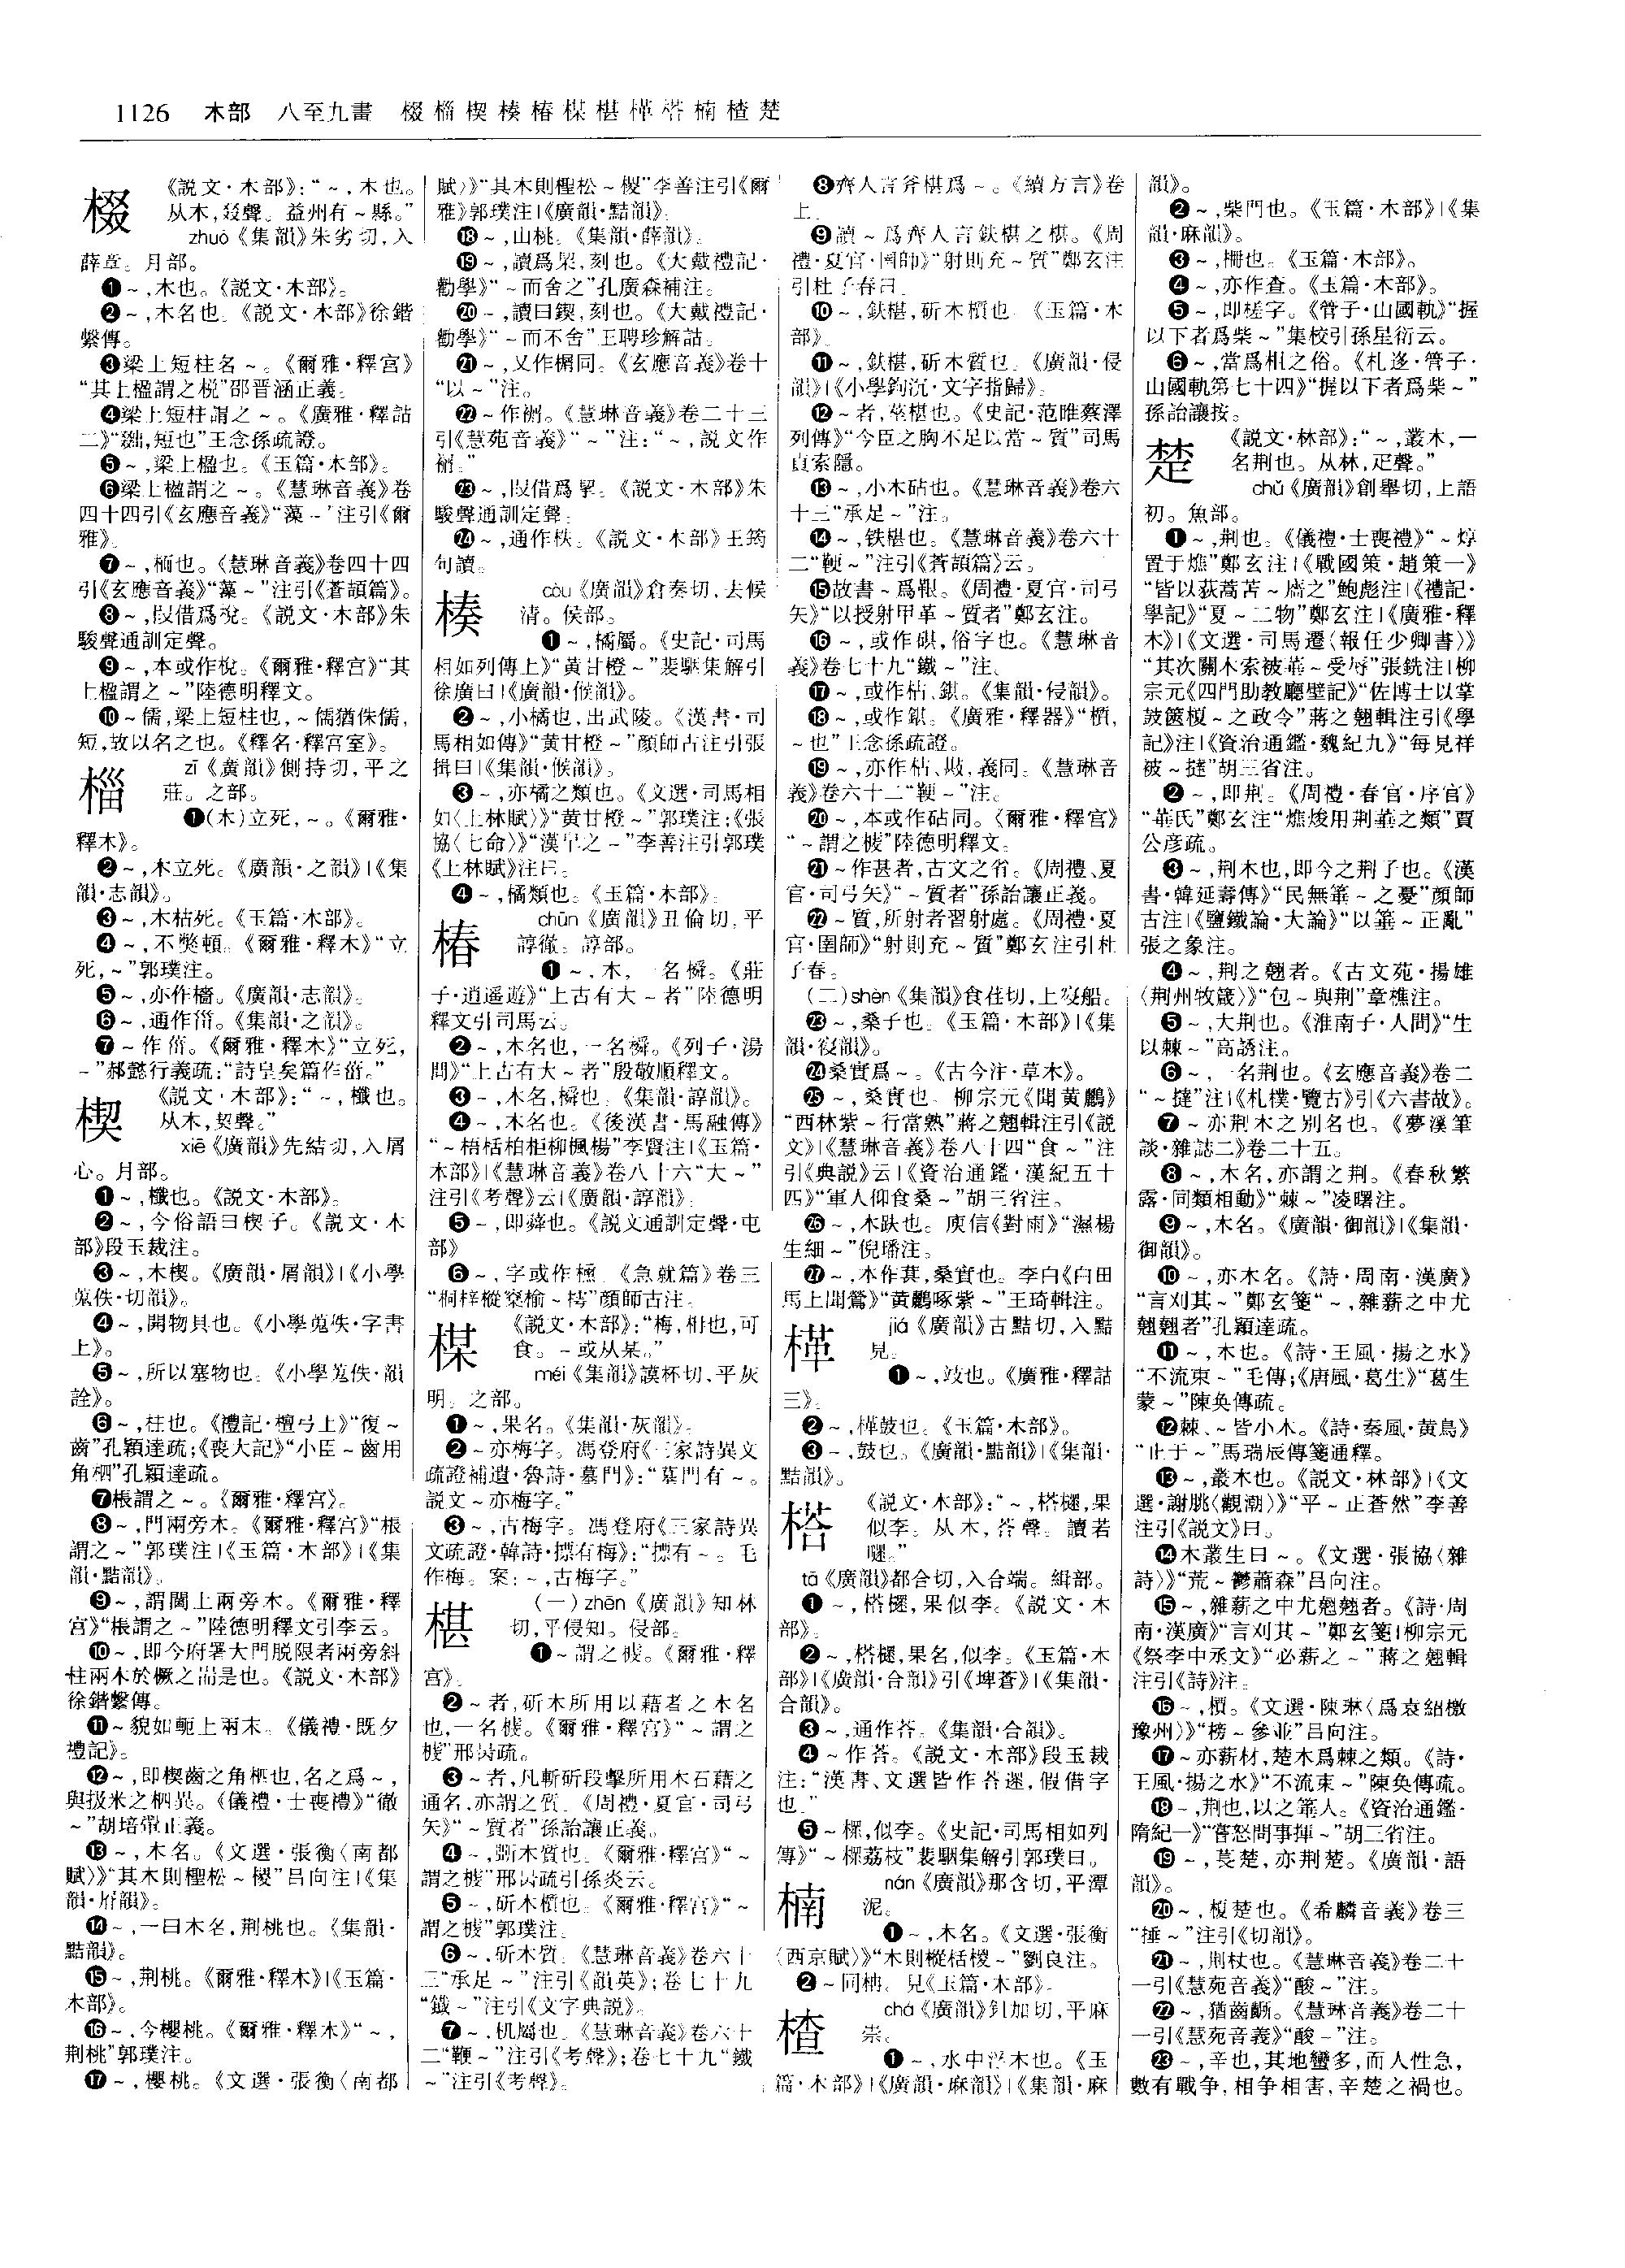 1126 木部 八至九畫 棳椔楔楱椿楳椹楎榙楠楂楚
棳
《説文·木部》:“~,木也。
从木,叕聲。益州有~縣。”
zhuō《集韻》朱劣切,入
薛章。月部。
❶~,木也。《説文·木部》。
❷~,木名也。《説文·木部》徐鍇
繫傳。
❸梁上短柱名~。《爾雅·釋宫》
“其上楹謂之棁”邵晋涵正義。
❹梁上短柱謂之~。《廣雅·釋詁
二》“𥏪,短也”王念孫疏證。
❺~,梁上楹也。《玉篇·木部》。
❻梁上楹謂之~。《慧琳音義》卷
四十四引《玄應音義》“藻~”注引《爾
雅》。
❼~,栭也。《慧琳音義》卷四十四
引《玄應音義》“藻~”注引《蒼頡篇》。
❽~,叚借爲棁。《説文·木部》朱
駿聲通訓定聲。
❾~,本或作棁。《爾雅·釋宫》“其
上楹謂之~”陸德明釋文。
❿~儒,梁上短柱也,~儒猶侏儒,
短,故以名之也。《釋名·釋宫室》。
椔
zī《廣韻》側持切,平之
莊。之部。
❶(木)立死,~。《爾雅·
釋木》。
❷~,木立死。《廣韻·之韻》|《集
韻·志韻》。
❸~,木枯死。《玉篇·木部》。
❹~,不獘頓。《爾雅·釋木》“立
死,~”郭璞注。
❺~,亦作檣。《廣韻·志韻》。
❻~,通作菑。《集韻·之韻》。
❼~作菑。《爾雅·釋木》“立死,
~”郝懿行義疏:“詩皇矣篇作菑。”
楔
《説文·木部》:“~,櫼也。
从木,契聲。”
xiē《廣韻》先結切,入屑
心。月部。
❶~,櫼也。《説文·木部》。
❷~,今俗語曰楔子。《説文·木
部》段玉裁注。
❸~,木楔。《廣韻·屑韻》|《小學
蒐佚·切韻》。
❹~,開物具也。《小學蒐佚·字書
上》。
❺~,所以塞物也。《小學蒐佚·韻
詮》。
❻~,柱也。《禮記·檀弓上》“復~
齒”孔穎達疏;《喪大記》“小臣~齒用
角柶”孔穎達疏。
❼棖謂之~。《爾雅·釋宫》。
❽~,門兩旁木。《爾雅·釋宫》“棖
謂之~”郭璞注|《玉篇·木部》|《集
韻·黠韻》。
❾~,謂閾上兩旁木。《爾雅·釋
宫》“棖謂之~”陸德明釋文引李云。
❿~,即今府署大門脱限者兩旁斜
柱兩木於橛之耑是也。《説文·木部》
徐鍇繫傳。
⓫~貌如軛上兩末。《儀禮·既夕
禮記》。
⓬~,即楔齒之角柶也,名之爲~,
與扱米之柶異。《儀禮·士喪禮》“徹
~”胡培翬正義。
⓭~,木名。《文選·張衡〈南都
賦〉》“其木則檉松~㮨”吕向注|《集
韻·屑韻》。
⓮~,一曰木名,荆桃也。《集韻·
黠韻》。
⓯~,荆桃。《爾雅·釋木》|《玉篇·
木部》。
⓰~,今櫻桃。《爾雅·釋木》“~,
荆桃”郭璞注。
⓱~,櫻桃。《文選·張衡〈南都
賦〉》“其木則檉松~㮨”李善注引《爾
雅》郭璞注|《廣韻·黠韻》。
⓲~,山桃。《集韻·薛韻》。
⓳~,讀爲栔,刻也。《大戴禮記·
勸學》“~而舍之”孔廣森補注。
⓴~,讀曰鍥,刻也。《大戴禮記·
勸學》“~而不舍”王聘珍解詁。
㉑~,又作楈同。《玄應音義》卷十
“以~”注。
㉒~作㓞。《慧琳音義》卷二十三
引《慧苑音義》“~”注:“~,説文作
㓞。”
㉓~,叚借爲挈。《説文·木部》朱
駿聲通訓定聲。
㉔~,通作柣。《説文·木部》王筠
句讀。
楱
còu《廣韻》倉奏切,去候
清。侯部。
❶~,橘屬。《史記·司馬
相如列傳上》“黄甘橙~”裴駰集解引
徐廣曰|《廣韻·候韻》。
❷~,小橘也,出武陵。《漢書·司
馬相如傳》“黄甘橙~”顔師古注引張
揖曰|《集韻·候韻》。
❸~,亦橘之類也。《文選·司馬相
如〈上林賦〉》“黄甘橙~”郭璞注;《張
協〈七命〉》“漢皋之~”李善注引郭璞
《上林賦》注曰。
❹~,橘類也。《玉篇·木部》。
椿
chūn《廣韻》丑倫切,平
諄徹。諄部。
❶~,木,一名橓。《莊
子·逍遥遊》“上古有大~者”陸德明
釋文引司馬云。
❷~,木名也,一名橓。《列子·湯
問》“上古有大~者”殷敬順釋文。
❸~,木名,橓也。《集韻·諄韻》。
❹~,木名也。《後漢書·馬融傳》
“~梧栝柏柜柳楓楊”李賢注|《玉篇·
木部》|《慧琳音義》卷八十六“大~”
注引《考聲》云|《廣韻·諄韻》。
❺~,即蕣也。《説文通訓定聲·屯
部》
❻~,字或作橁。《急就篇》卷三
“桐梓樅㯶榆~樗”顔師古注。
楳
《説文·木部》:“梅,枏也,可
食。~或从某。”
méi《集韻》謨杯切,平灰
明。之部。
❶~,果名。《集韻·灰韻》。
❷~亦梅字。馮登府《三家詩異文
疏證補遺·魯詩·墓門》:“墓門有~。
説文~亦梅字。”
❸~,古梅字。馮登府《三家詩異
文疏證·韓詩·摽有梅》:“摽有~。毛
作梅。案:~,古梅字。”
椹
(一)zhēn《廣韻》知林
切,平侵知。侵部。
❶~謂之榩。《爾雅·釋
宫》。
❷~者,斫木所用以藉者之木名
也,一名榩。《爾雅·釋宫》“~謂之
榩”邢昺疏。
❸~者,凡斬斫段擊所用木石藉之
通名,亦謂之質。《周禮·夏官·司弓
矢》“~質者”孫詒讓正義。
❹~,斲木質也。《爾雅·釋宫》“~
謂之榩”邢昺疏引孫炎云。
❺~,斫木櫍也。《爾雅·釋宫》“~
謂之榩”郭璞注。
❻~,斫木質。《慧琳音義》卷六十
三“承足~”注引《韻英》;卷七十九
“鐵~”注引《文字典説》。
❼~,机屬也。《慧琳音義》卷六十
二“鞕~”注引《考聲》;卷七十九“鐵
~”注引《考聲》。
❽齊人言斧椹爲~。《續方言》卷
上。
❾讀~爲齊人言鈇椹之椹。《周
禮·夏官·圉師》“射則充~質”鄭玄注
引杜子春曰。
❿~,鈇椹,斫木櫍也。《玉篇·木
部》。
⓫~,鈇椹,斫木質也。《廣韻·侵
韻》|《小學鉤沉·文字指歸》。
⓬~者,莝椹也。《史記·范睢蔡澤
列傳》“今臣之胸不足以當~質”司馬
貞索隱。
⓭~,小木砧也。《慧琳音義》卷六
十三“承足~”注。
⓮~,铁椹也。《慧琳音義》卷六十
二“鞕~”注引《蒼頡篇》云。
⓯故書~爲䩞。《周禮·夏官·司弓
矢》“以授射甲革~質者”鄭玄注。
⓰~,或作碪,俗字也。《慧琳音
義》卷七十九“鐵~”注。
⓱~,或作枮、鍖。《集韻·侵韻》。
⓲~,或作鍖。《廣雅·釋器》“櫍,
~也”王念孫疏證。
⓳~,亦作枮、㪛,義同。《慧琳音
義》卷六十二“鞕~”注。
⓴~,本或作砧同。《爾雅·釋宫》
“~謂之榩”陸德明釋文。
㉑~作甚者,古文之省。《周禮、夏
官·司弓矢》“~質者”孫詒讓正義。
㉒~質,所射者習射處。《周禮·夏
官·圉師》“射則充~質”鄭玄注引杜
子春。
(二)shèn《集韻》食荏切,上寑船。
㉓~,桑子也。《玉篇·木部》|《集
韻·寑韻》。
㉔桑實爲~。《古今注·草木》。
㉕~,桑實也。柳宗元《聞黄鸝》
“西林紫~行當熟”蔣之翹輯注引《説
文》|《慧琳音義》卷八十四“食~”注
引《典説》云|《資治通鑑·漢紀五十
四》“軍人仰食桑~”胡三省注。
㉖~,木趺也。庾信《對雨》“濕楊
生細~”倪璠注。
㉗~,本作葚,桑實也。李白《白田
馬上聞鶯》“黄鸝啄紫~”王琦輯注。
jiá《廣韻》古黠切,入黠
見。
❶~,攱也。《廣雅·釋詁
三》。
❷~,樺鼓也。《玉篇·木部》。
❸~,鼓也。《廣韻·黠韻》|《集韻·
黠韻》。
榙
《説文·木部》:“~,榙㯚,果
似李。从木,荅聲。讀若
嚃。”
tā《廣韻》都合切,入合端。緝部。
❶~,榙㯚,果似李。《説文·木
部》。
❷~,榙㯚,果名,似李。《玉篇·木
部》|《廣韻·合韻》引《埤蒼》|《集韻·
合韻》。
❸~,通作荅。《集韻·合韻》。
❹~作荅。《説文·木部》段玉裁
注:“漢書、文選皆作荅遝,假借字
也。”
❺~㯚,似李。《史記·司馬相如列
傳》“~㯚荔枝”裴駰集解引郭璞曰。
楠
nán《廣韻》那含切,平覃
泥。
❶~,木名。《文選·張衡
〈西京賦〉》“木則樅栝椶~”劉良注。
❷~同柟。見《玉篇·木部》。
楂
chá《廣韻》鉏加切,平麻
崇。
❶~,水中浮木也。《玉
篇·木部》|《廣韻·麻韻》|《集韻·麻
韻》。
❷~,柴門也。《玉篇·木部》|《集
韻·麻韻》。
❸~,柵也。《玉篇·木部》。
❹~,亦作查。《玉篇·木部》。
❺~,即槎字。《管子·山國軌》“握
以下者爲柴~”集校引孫星衍云。
❻~,當爲柤之俗。《札迻·管子·
山國軌第七十四》“握以下者爲柴~”
孫詒讓按。
楚
《説文·林部》:“~,叢木,一
名荆也。从林,疋聲。”
chǔ《廣韻》創舉切,上語
初。魚部。
❶~,荆也。《儀禮·士喪禮》“~焞
置于燋”鄭玄注|《戰國策·趙策一》
“皆以荻蒿苫~廧之”鮑彪注|《禮記·
學記》“夏~二物”鄭玄注|《廣雅·釋
木》|《文選·司馬遷〈報任少卿書〉》
“其次關木索被箠~受辱”張銑注|柳
宗元《四門助教廳壁記》“佐博士以掌
鼓篋榎~之政令”蔣之翹輯注引《學
記》注|《資治通鑑·魏紀九》“每見祥
被~撻”胡三省注。
❷~,即荆。《周禮·春官·序官》
“菙氏”鄭玄注“燋焌用荆菙之類”賈
公彦疏。
❸~,荆木也,即今之荆子也。《漢
書·韓延壽傳》“民無箠~之憂”顔師
古注|《鹽鐵論·大論》“以箠~正亂”
張之象注。
❹~,荆之翹者。《古文苑·揚雄
〈荆州牧箴〉》“包~與荆”章樵注。
❺~,大荆也。《淮南子·人間》“生
以棘~”高誘注。
❻~,一名荆也。《玄應音義》卷二
“~撻”注|《札樸·覽古》引《六書故》。
❼~亦荆木之别名也。《夢溪筆
談·雜誌二》卷二十五。
❽~,木名,亦謂之荆。《春秋繁
露·同類相動》“棘~”凌曙注。
❾~,木名。《廣韻·御韻》|《集韻·
御韻》。
❿~,亦木名。《詩·周南·漢廣》
“言刈其~”鄭玄箋“~,雜薪之中尤
翹翹者”孔穎達疏。
⓫~,木也。《詩·王風·揚之水》
“不流束~”毛傳;《唐風·葛生》“葛生
蒙~”陳奂傳疏。
⓬棘、~皆小木。《詩·秦風·黄鳥》
“止于~”馬瑞辰傳箋通釋。
⓭~,叢木也。《説文·林部》|《文
選·謝朓〈觀潮〉》“平~正蒼然”李善
注引《説文》曰。
⓮木叢生曰~。《文選·張協〈雜
詩〉》“荒~鬱蕭森”吕向注。
⓯~,雜薪之中尤翹翹者。《詩·周
南·漢廣》“言刈其~”鄭玄箋|柳宗元
《祭李中丞文》“必薪之~”蔣之翹輯
注引《詩》注。
⓰~,櫍。《文選·陳琳〈爲袁紹檄
豫州〉》“榜~參並”吕向注。
⓱~亦薪材,楚木爲棘之類。《詩·
王風·揚之水》“不流束~”陳奂傳疏。
⓲~,荆也,以之箠人。《資治通鑑·
隋紀一》“嘗怒問事揮~”胡三省注。
⓳~,萇楚,亦荆楚。《廣韻·語
韻》。
⓴~,榎楚也。《希麟音義》卷三
“捶~”注引《切韻》。
㉑~,荆杖也。《慧琳音義》卷二十
一引《慧苑音義》“酸~”注。
㉒~,猶齒齭。《慧琳音義》卷二十
一引《慧苑音義》“酸~”注。
㉓~,辛也,其地蠻多,而人性急,
數有戰争,相争相害,辛楚之禍也。